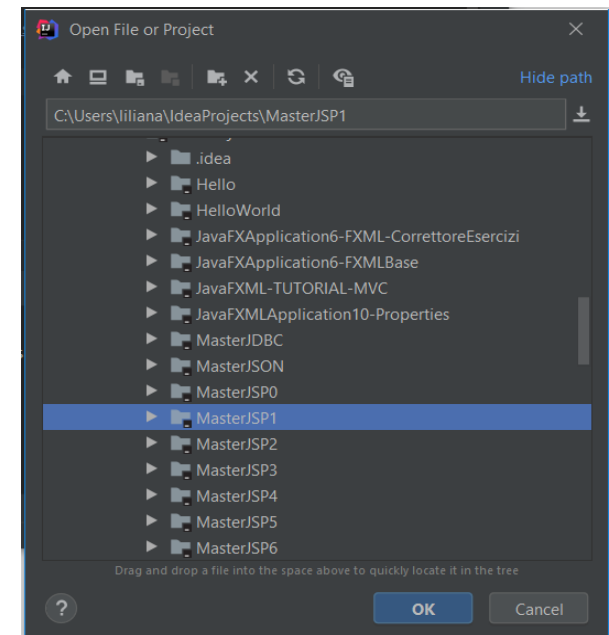 Open File or Project
Hide path
C:\Users\liliana\IdeaProjects\MasterJSP1
.idea
Hello
HelloWorld
JavaFXApplication6-FXML-CorrettoreEsercizi
JavaFXApplication6-FXMLBase
JavaFXML-TUTORIAL-MVC
JavaFXMLApplication10-Properties
MasterJDBC
MasterJSON
MasterJSP0
MasterJSP1
MasterJSP2
MasterJSP3
MasterJSP4
MasterJSP5
MasterJSP6
Drag and drop a file into the space above to quickly locate it in the tree
? OK Cancel